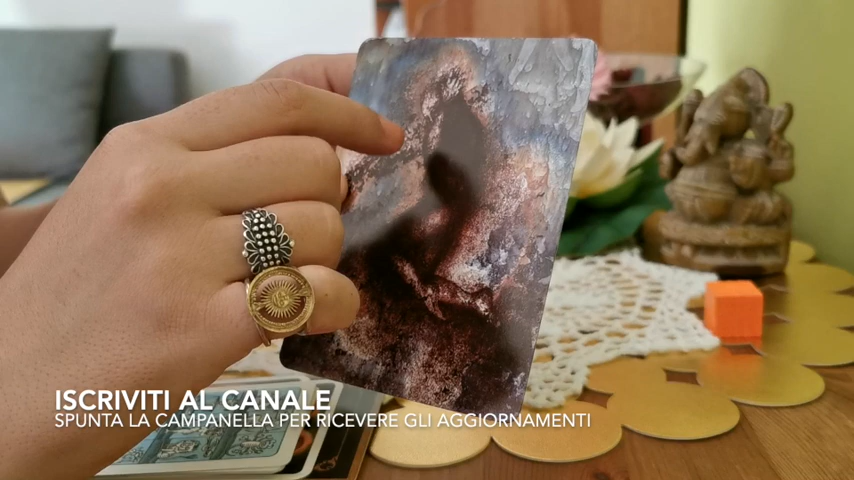 ISCRIVITI AL CANALE
SPUNTA LA CAMPANELLA PER RICEVERE GLI AGGIORNAMENTI